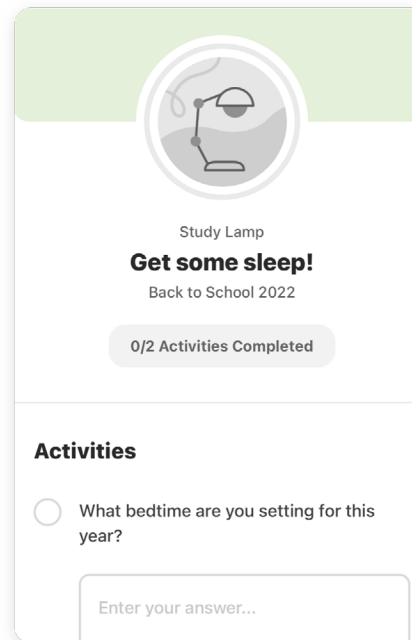 Study Lamp
Get some sleep!
Back to School 2022
0/2 Activities Completed
Activities
What bedtime are you setting for this
year?
Enter your answer...